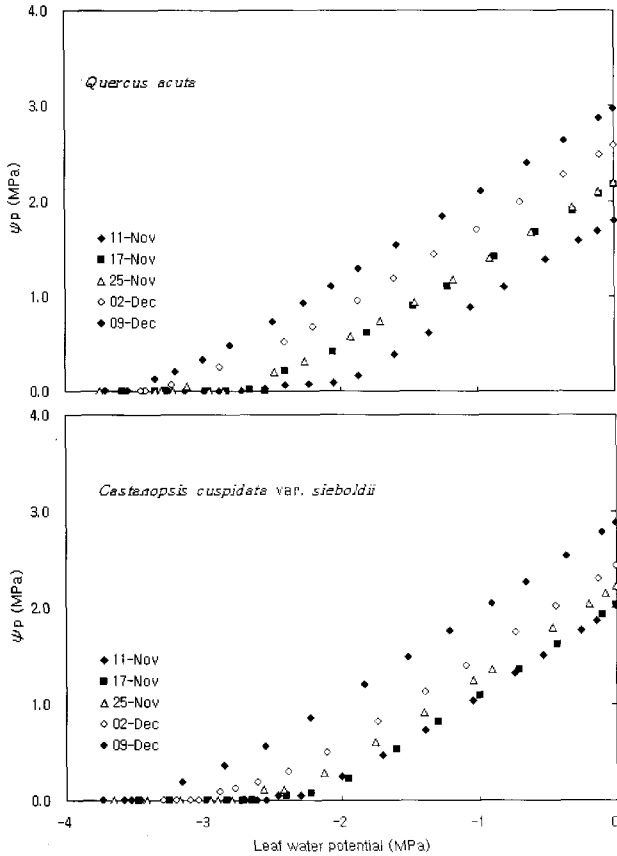 4.0
Quercus acuta
3.0
2.0
ψp (MPa)
◆ 11-Nov
■ 17-Nov
△ 25-Nov
◇ 02-Dec
◆ 09-Dec
1.0
0.0
4.0
Castanopsis cuspidata var. sieboldii
3.0
ψp (MPa)
2.0
◆ 11-Nov
■ 17-Nov
△ 25-Nov
◇ 02-Dec
◆ 09-Dec
1.0
0.0
-4 -3 -2 -1 0
Leaf water potential (MPa)